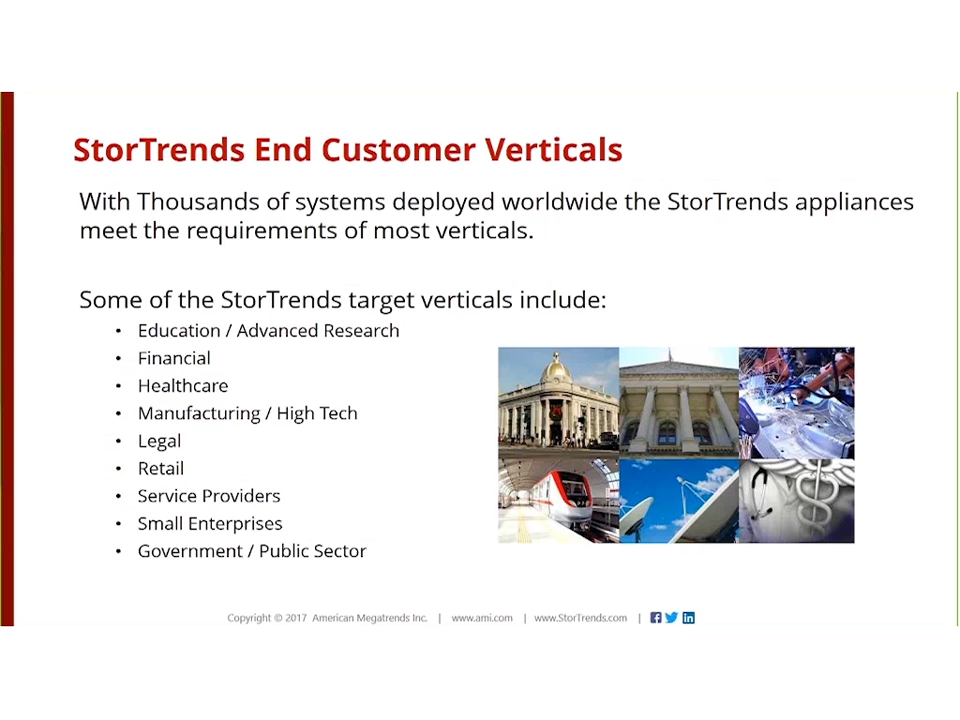 StorTrends End Customer Verticals
With Thousands of systems deployed worldwide the StorTrends appliances
meet the requirements of most verticals.
Some of the StorTrends target verticals include:
• Education / Advanced Research
• Financial
• Healthcare
• Manufacturing / High Tech
• Legal
• Retail
• Service Providers
• Small Enterprises
• Government / Public Sector
Copyright © 2017 American Megatrends Inc. | www.ami.com | www.StorTrends.com |